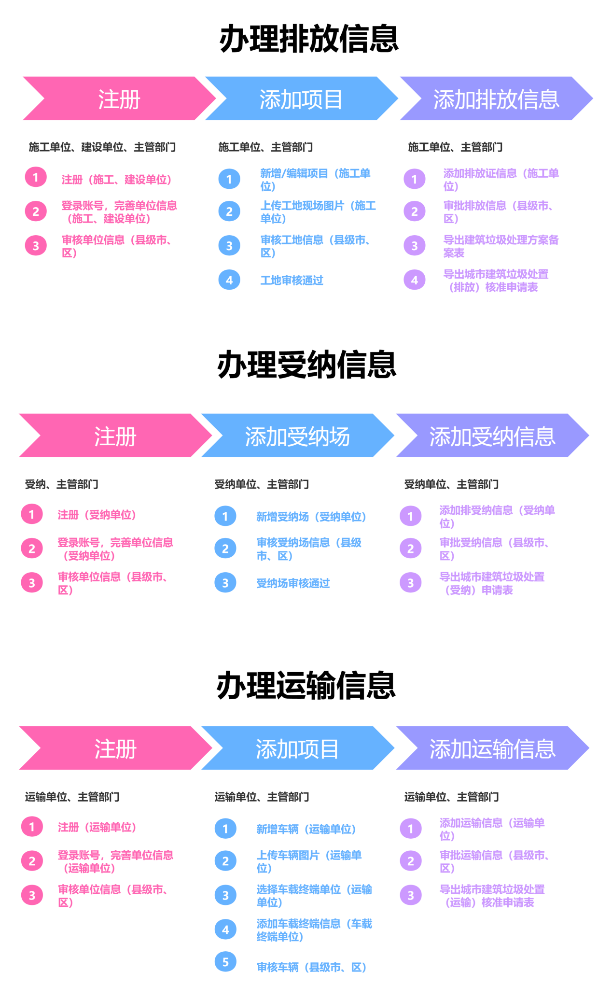 办理排放信息
注册
添加项目
添加排放信息
施工单位、建设单位、主管部门
1
注册（施工、建设单位）
2
登录账号，完善单位信息
（施工、建设单位）
3
审核单位信息（县级市、
区）
施工单位、主管部门
1
新增/编辑项目（施工单
位）
2
上传工地现场图片（施工
单位）
3
审核工地信息（县级市、
区）
4
工地审核通过
施工单位、主管部门
1
添加排放证信息（施工单
位）
2
审批排放信息（县级市、
区）
3
导出建筑垃圾处理方案备
案表
4
导出城市建筑垃圾处置
（排放）核准申请表
办理受纳信息
注册
添加受纳场
添加受纳信息
受纳、主管部门
1
注册（受纳单位）
2
登录账号，完善单位信息
（受纳单位）
3
审核单位信息（县级市、
区）
受纳单位、主管部门
1
新增受纳场（受纳单位）
2
审核受纳场信息（县级
市、区）
3
受纳场审核通过
受纳单位、主管部门
1
添加排受纳信息（受纳单
位）
2
审批受纳信息（县级市、
区）
3
导出城市建筑垃圾处置
（受纳）申请表
办理运输信息
注册
添加项目
添加运输信息
运输单位、主管部门
1
注册（运输单位）
2
登录账号，完善单位信息
（运输单位）
3
审核单位信息（县级市、
区）
运输单位、主管部门
1
新增车辆（运输单位）
2
上传车辆图片（运输单
位）
3
选择车载终端单位（运输
单位）
4
添加车载终端信息（车载
终端单位）
5
审核车辆（县级市、区）
运输单位、主管部门
1
添加运输信息（运输单
位）
2
审批运输信息（县级市、
区）
3
导出城市建筑垃圾处置
（运输）核准申请表